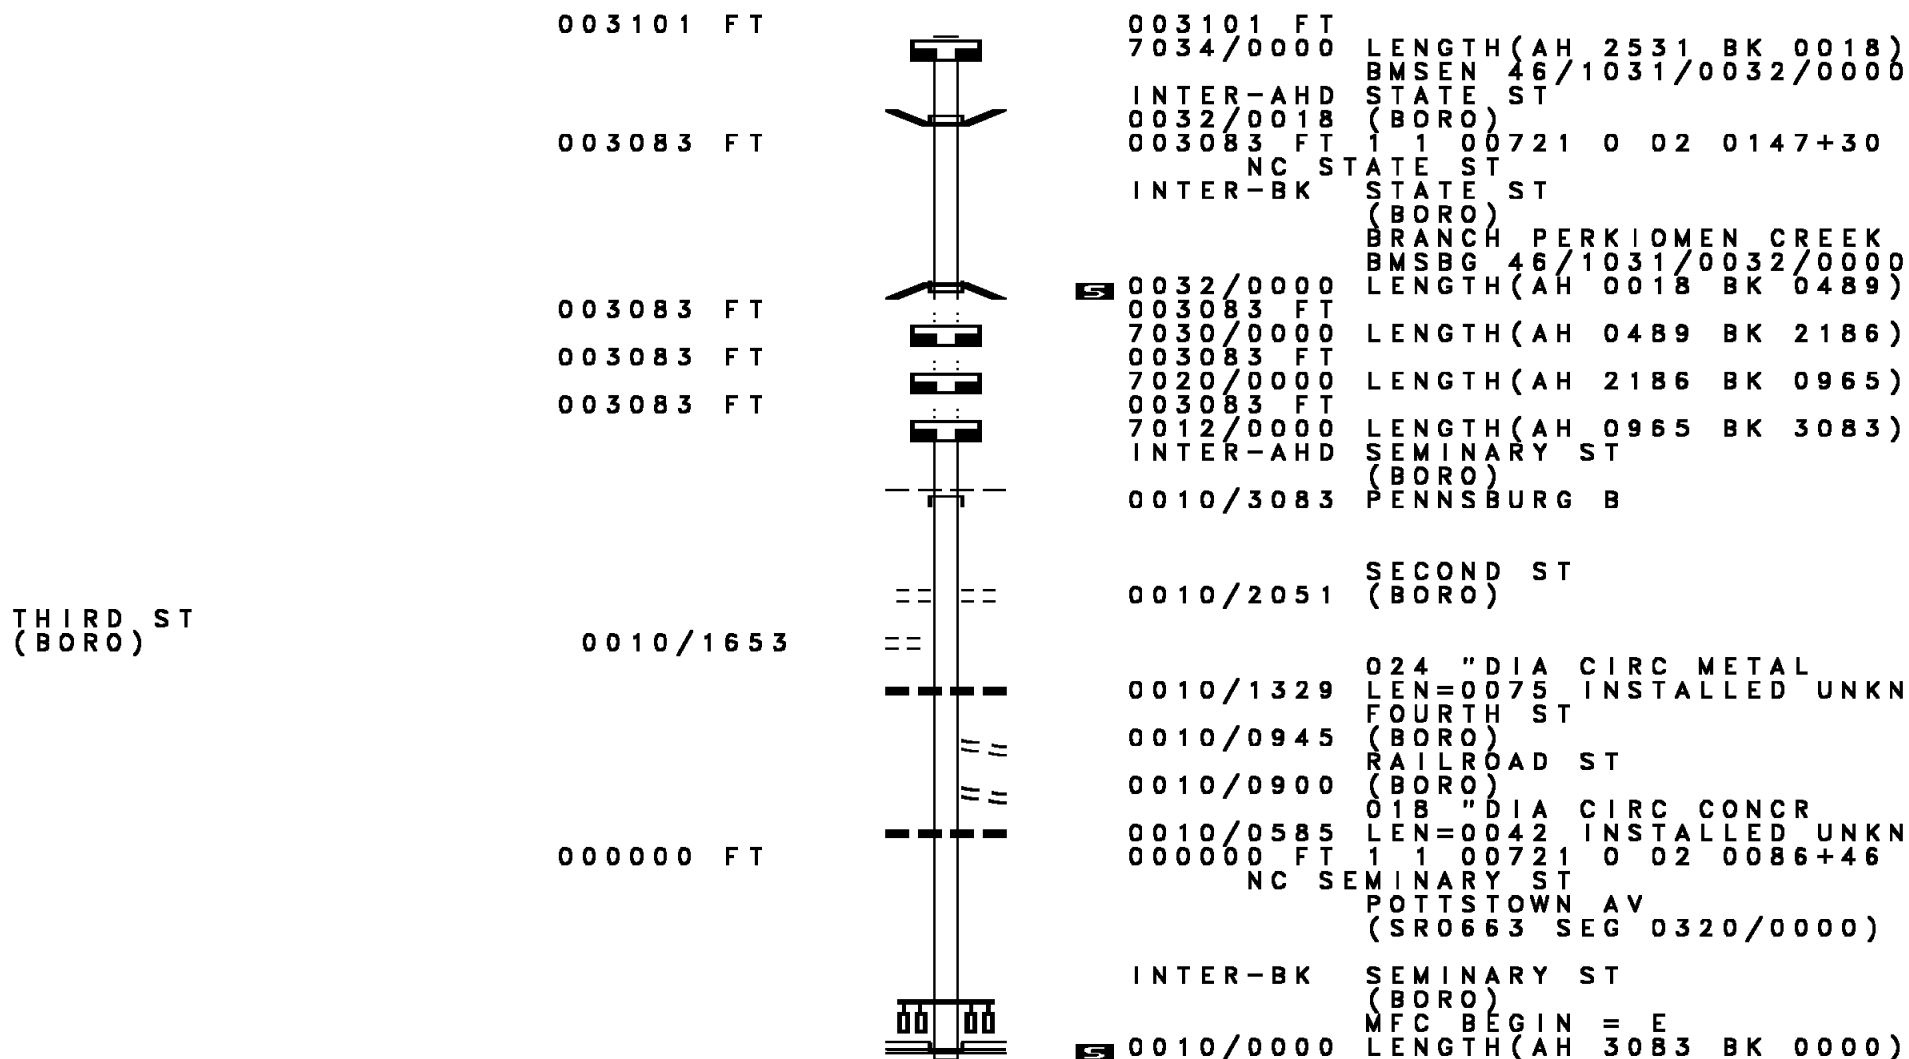 003101 FT 003101 FT
7034/0000 LENGTH(AH 2531 BK 0018)
BMSEN 46/1031/0032/0000
INTER-AHD STATE ST
0032/0018 (BORO)
003083 FT 003083 FT 1 1 00721 0 02 0147+30
NC STATE ST
INTER-BK STATE ST
(BORO)
BRANCH PERKIOMEN CREEK
BMSBG 46/1031/0032/0000
S 0032/0000 LENGTH(AH 0018 BK 0489)
003083 FT 003083 FT
7030/0000 LENGTH(AH 0489 BK 2186)
003083 FT 003083 FT
7020/0000 LENGTH(AH 2186 BK 0965)
003083 FT 003083 FT
7012/0000 LENGTH(AH 0965 BK 3083)
INTER-AHD SEMINARY ST
(BORO)
0010/3083 PENNSBURG B
SECOND ST
0010/2051 (BORO)
THIRD ST
(BORO) 0010/1653
024 "DIA CIRC METAL
0010/1329 LEN=0075 INSTALLED UNKN
FOURTH ST
0010/0945 (BORO)
RAILROAD ST
0010/0900 (BORO)
018 "DIA CIRC CONCR
0010/0585 LEN=0042 INSTALLED UNKN
000000 FT 000000 FT 1 1 00721 0 02 0086+46
NC SEMINARY ST
POTTSTOWN AV
(SR0663 SEG 0320/0000)
INTER-BK SEMINARY ST
(BORO)
MFC BEGIN = E
S 0010/0000 LENGTH(AH 3083 BK 0000)